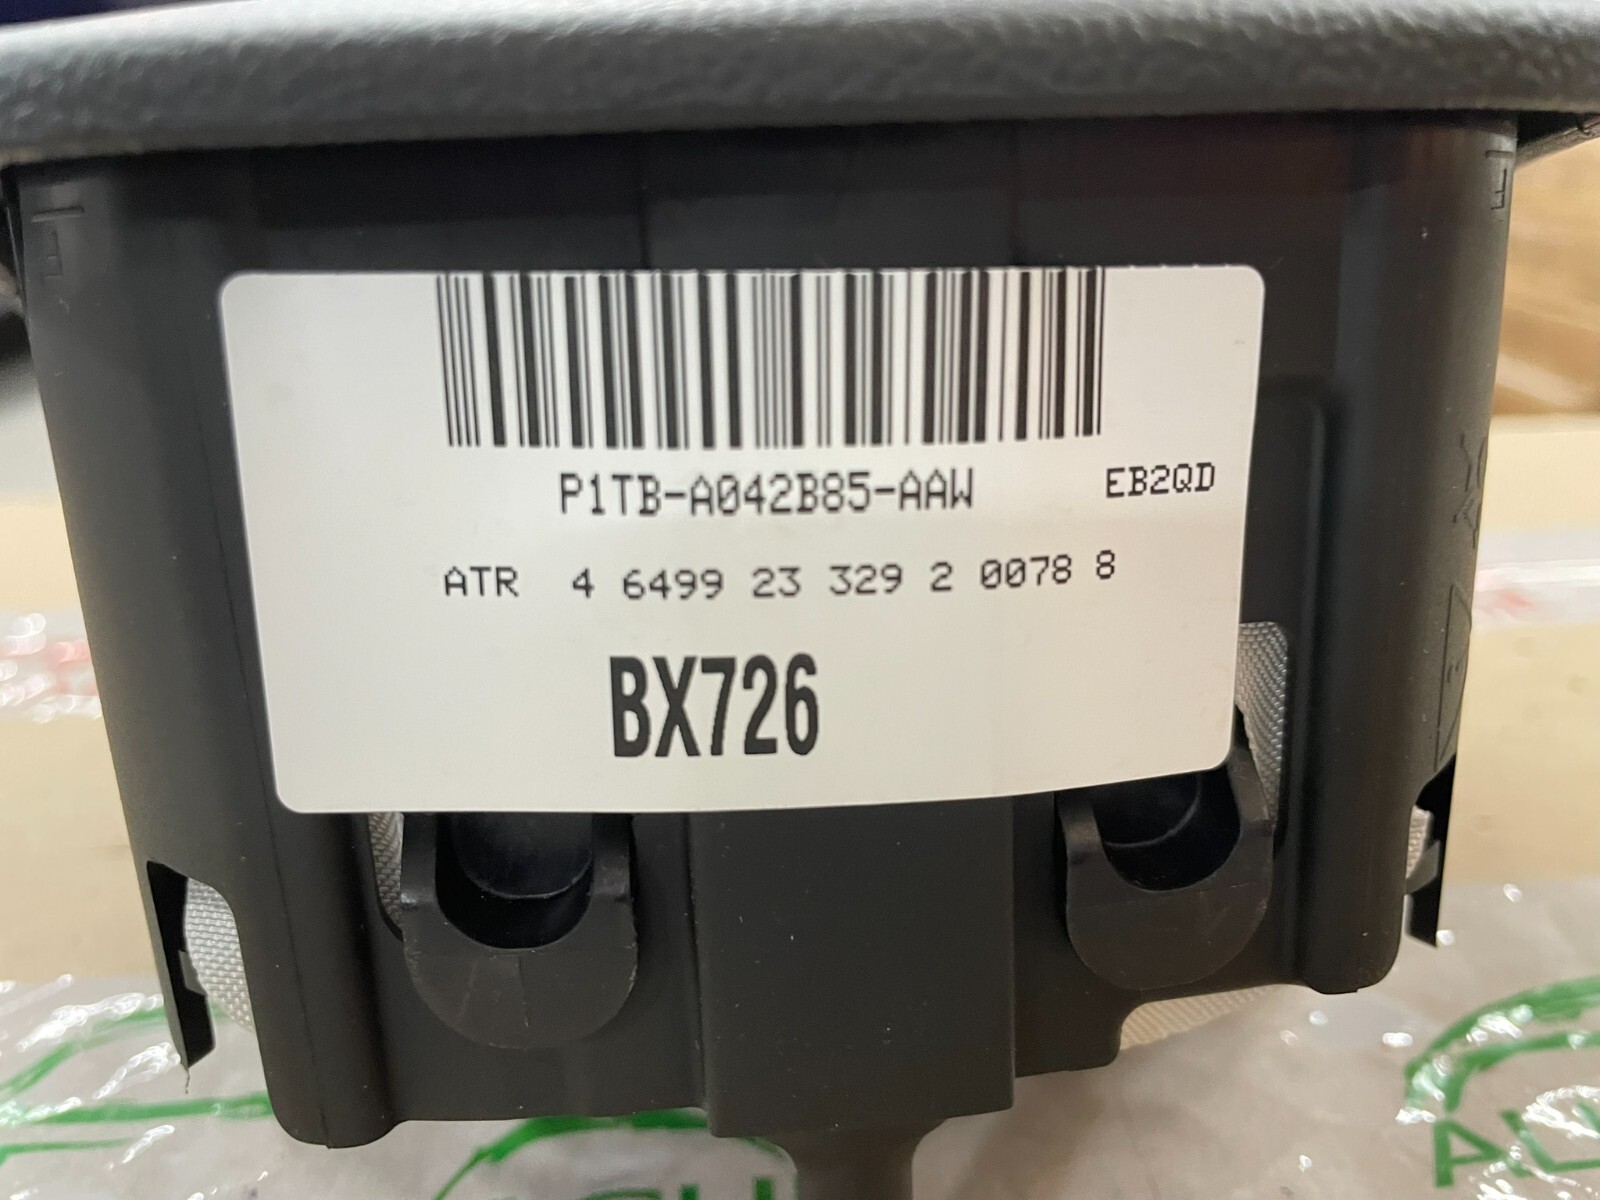 P1TB-A042B85-AAW EB2QD
ATR 4 6499 23 329 2 0078 8
BX726